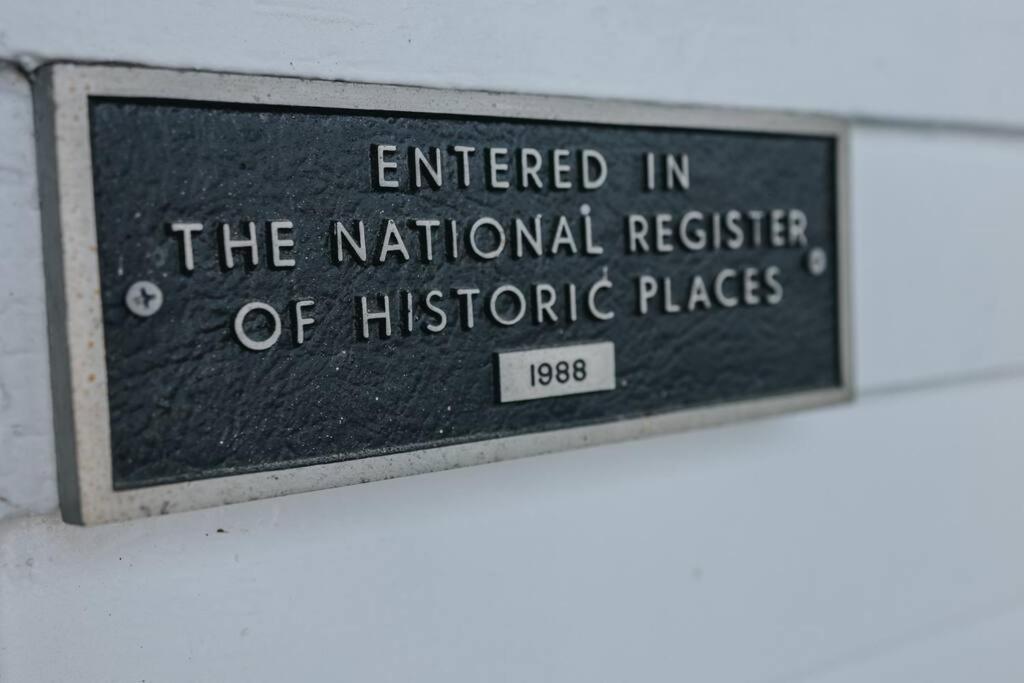 ENTERED IN
THE NATIONAL REGISTER
OF HISTORIC PLACES
1988